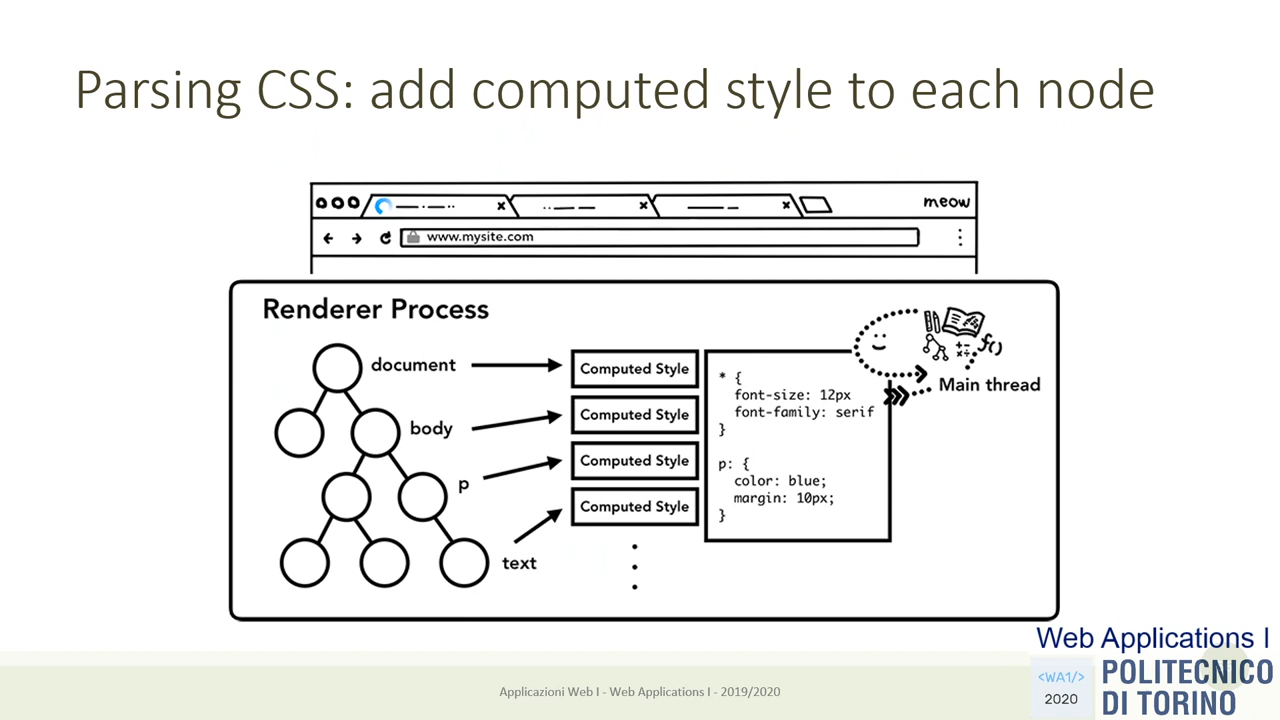 Parsing CSS: add computed style to each node
meow
www.mysite.com
Renderer Process
document
body
p
text
Computed Style
Computed Style
Computed Style
Computed Style
* {
font-size: 12px
font-family: serif
}
p: {
color: blue;
margin: 10px;
}
f()
Main thread
Web Applications I
<WA1/>
2020
POLITECNICO
DI TORINO
Applicazioni Web I - Web Applications I - 2019/2020